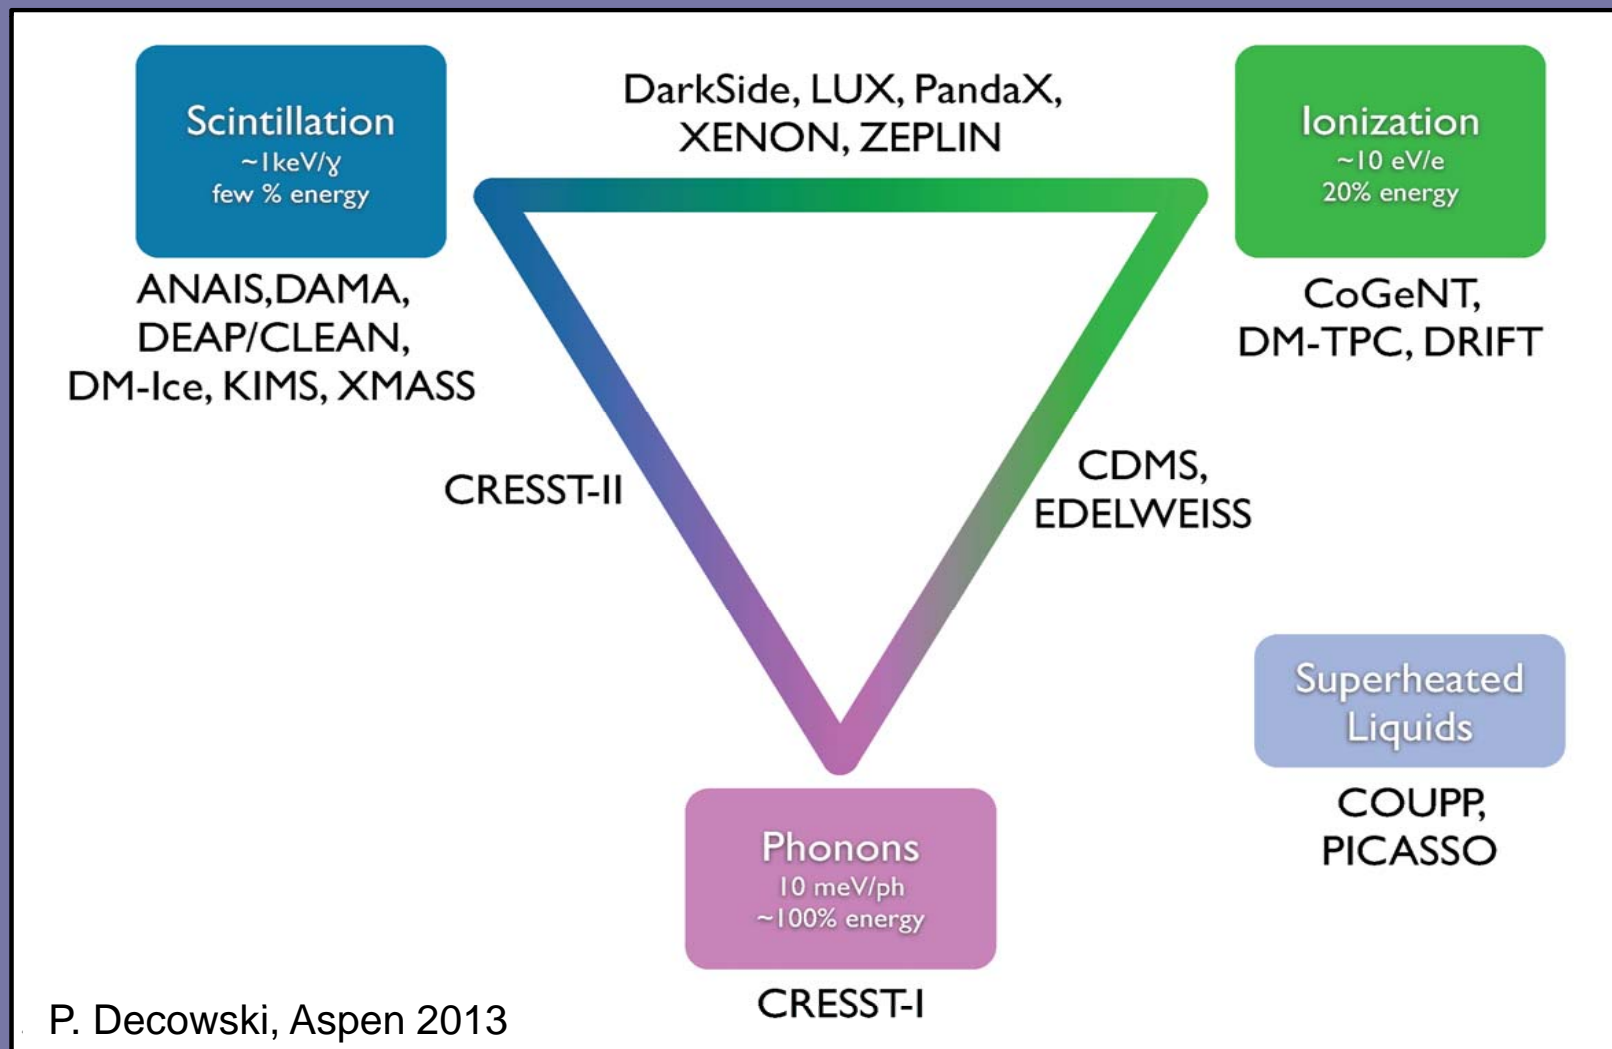 Scintillation
~1keV/γ
few % energy
ANAIS,DAMA,
DEAP/CLEAN,
DM-Ice, KIMS, XMASS
DarkSide, LUX, PandaX,
XENON, ZEPLIN
Ionization
~10 eV/e
20% energy
CoGeNT,
DM-TPC, DRIFT
CRESST-II
CDMS,
EDELWEISS
Superheated
Liquids
COUPP,
PICASSO
Phonons
10 meV/ph
~100% energy
CRESST-I
P. Decowski, Aspen 2013